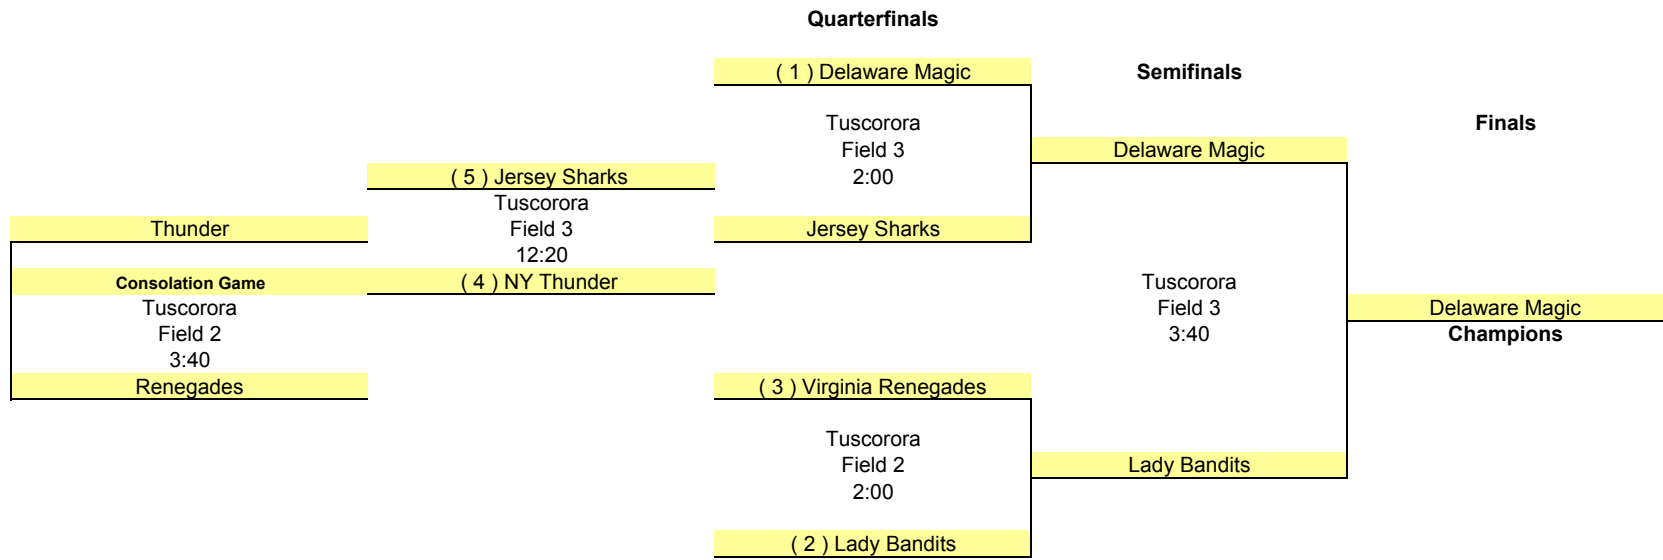 Quarterfinals
( 1 ) Delaware Magic
Semifinals
Tuscorora
Field 3
2:00
Finals
Delaware Magic
( 5 ) Jersey Sharks
Tuscorora
Field 3
12:20
Thunder
Jersey Sharks
Consolation Game
( 4 ) NY Thunder
Tuscorora
Field 2
3:40
Tuscorora
Field 3
3:40
Delaware Magic
Champions
Renegades
( 3 ) Virginia Renegades
Tuscorora
Field 2
2:00
Lady Bandits
( 2 ) Lady Bandits